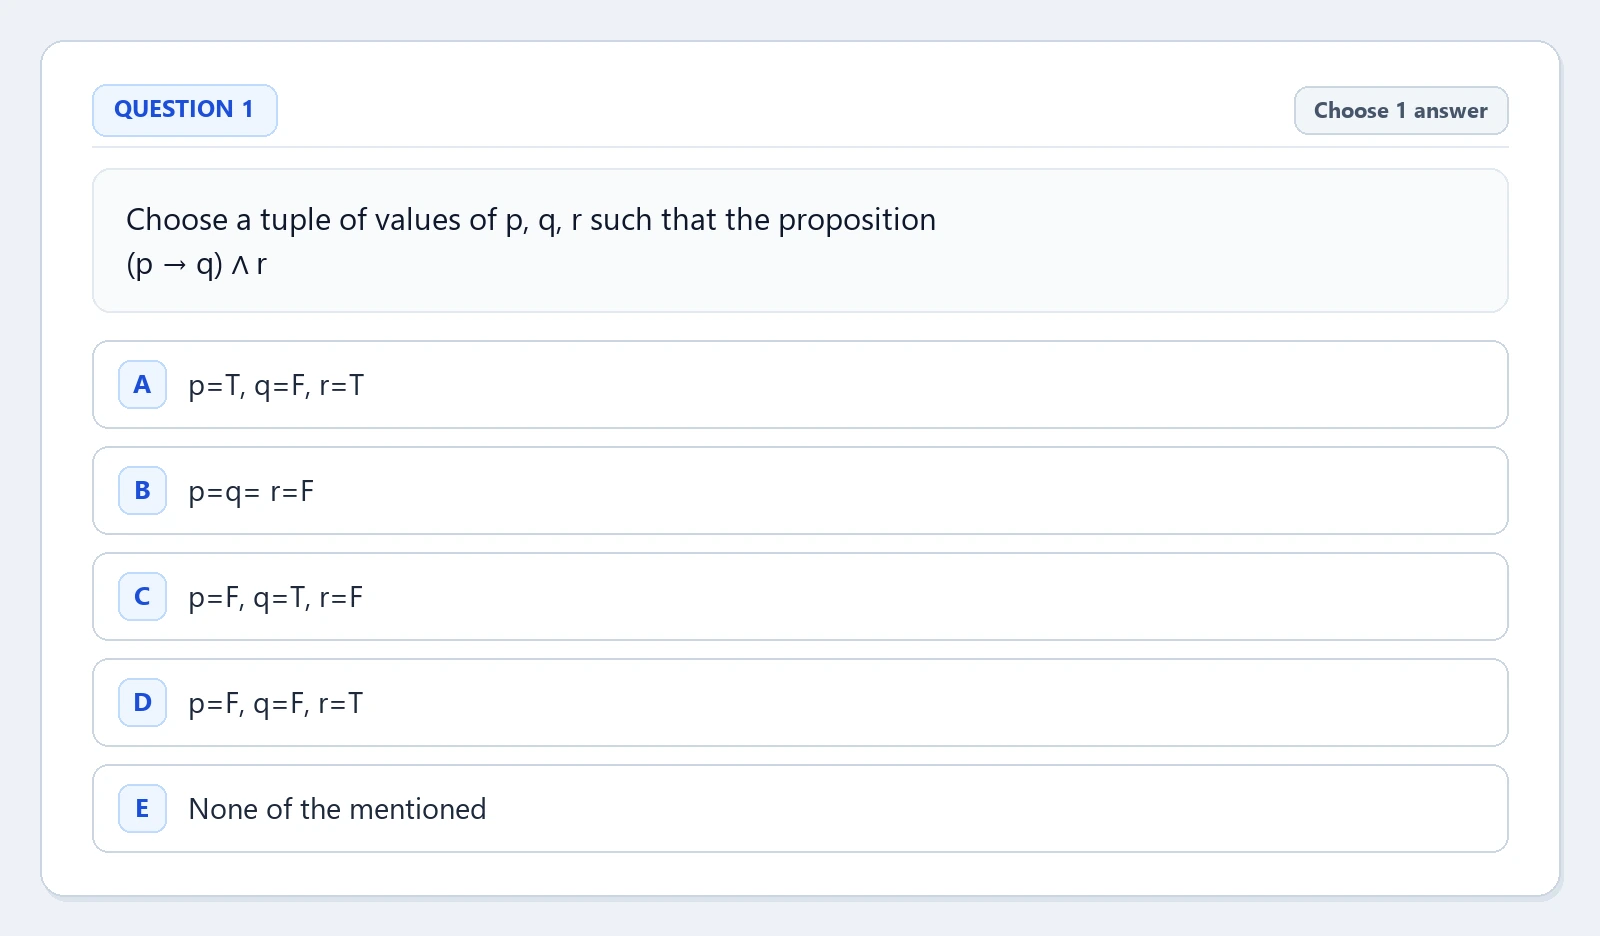 QUESTION 1
Choose 1 answer
Choose a tuple of values of p, q, r such that the proposition
(p → q) ∧ r
A p=T, q=F, r=T
B p=q= r=F
C p=F, q=T, r=F
D p=F, q=F, r=T
E None of the mentioned